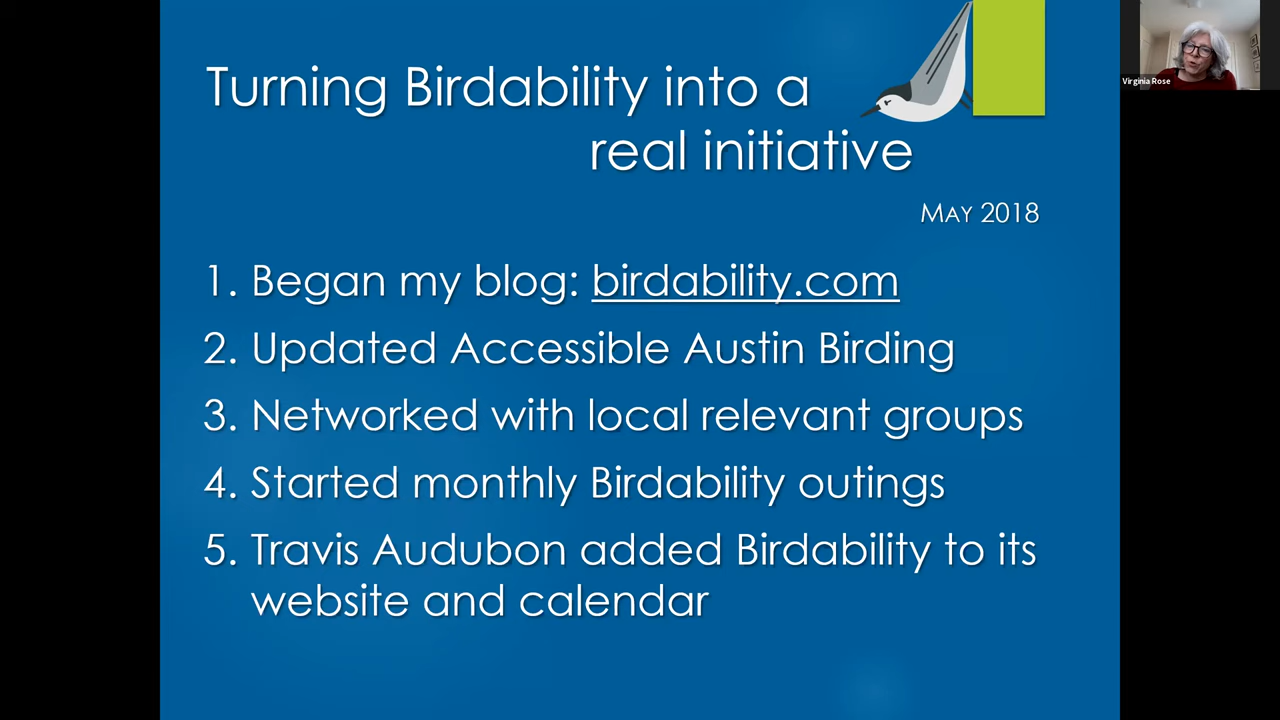 Turning Birdability into a
real initiative
MAY 2018
1. Began my blog: birdability.com
2. Updated Accessible Austin Birding
3. Networked with local relevant groups
4. Started monthly Birdability outings
5. Travis Audubon added Birdability to its
website and calendar
Virginia Rose